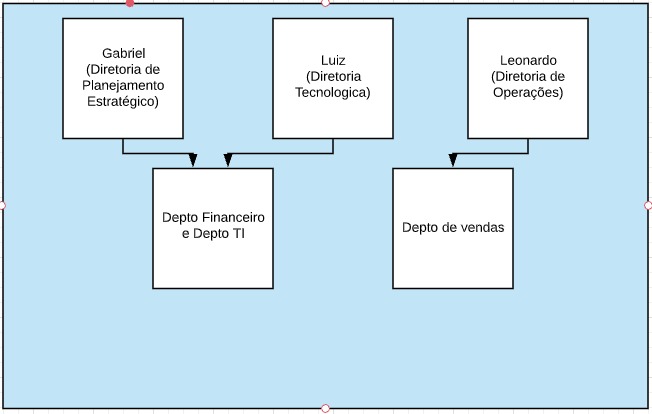 Gabriel
(Diretoria de
Planejamento
Estratégico)
Luiz
(Diretoria
Tecnologica)
Leonardo
(Diretoria de
Operações)
Depto Financeiro
e Depto TI
Depto de vendas